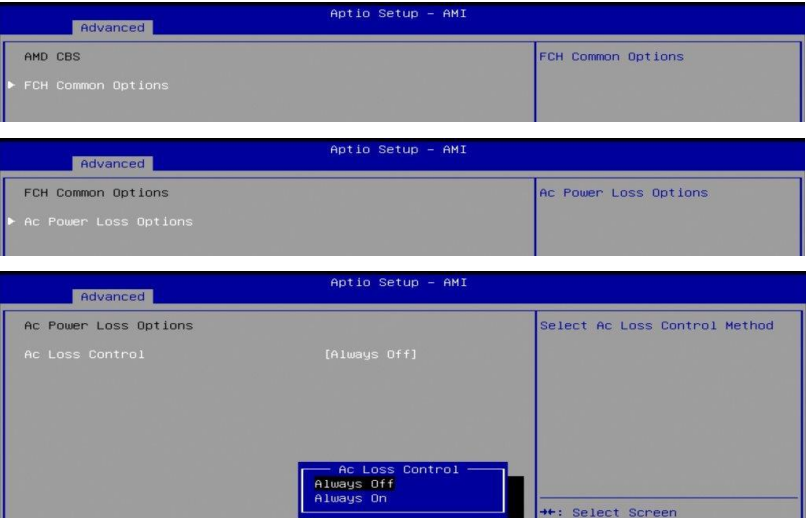 Aptio Setup – AMI
Advanced
AMD CBS
FCH Common Options
▶ FCH Common Options
Aptio Setup – AMI
Advanced
FCH Common Options
Ac Power Loss Options
▶ Ac Power Loss Options
Aptio Setup – AMI
Advanced
Ac Power Loss Options
Select Ac Loss Control Method
Ac Loss Control [Always Off]
Ac Loss Control
Always Off
Always On
→←: Select Screen